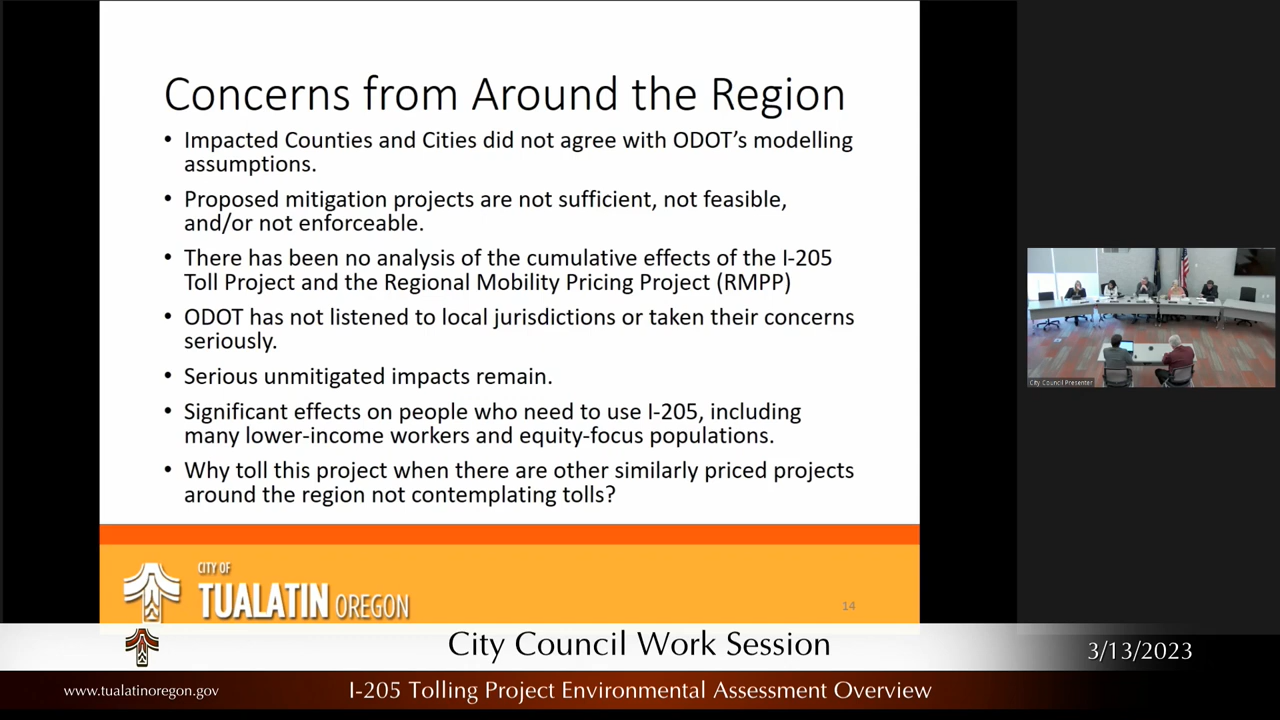 Concerns from Around the Region
• Impacted Counties and Cities did not agree with ODOT's modelling
assumptions.
• Proposed mitigation projects are not sufficient, not feasible,
and/or not enforceable.
• There has been no analysis of the cumulative effects of the I-205
Toll Project and the Regional Mobility Pricing Project (RMPP)
• ODOT has not listened to local jurisdictions or taken their concerns
seriously.
• Serious unmitigated impacts remain.
• Significant effects on people who need to use I-205, including
many lower-income workers and equity-focus populations.
• Why toll this project when there are other similarly priced projects
around the region not contemplating tolls?
CITY OF
TUALATIN OREGON
14
City Council Presenter
City Council Work Session
3/13/2023
www.tualatinoregon.gov
I-205 Tolling Project Environmental Assessment Overview